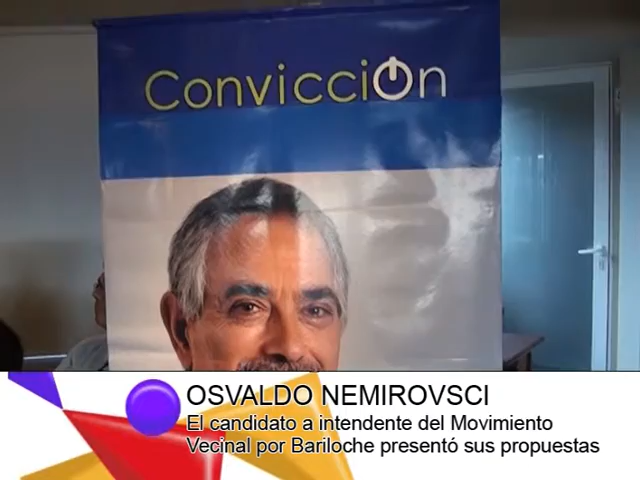 Convicción
OSVALDO NEMIROVSCI
El candidato a intendente del Movimiento
Vecinal por Bariloche presentó sus propuestas